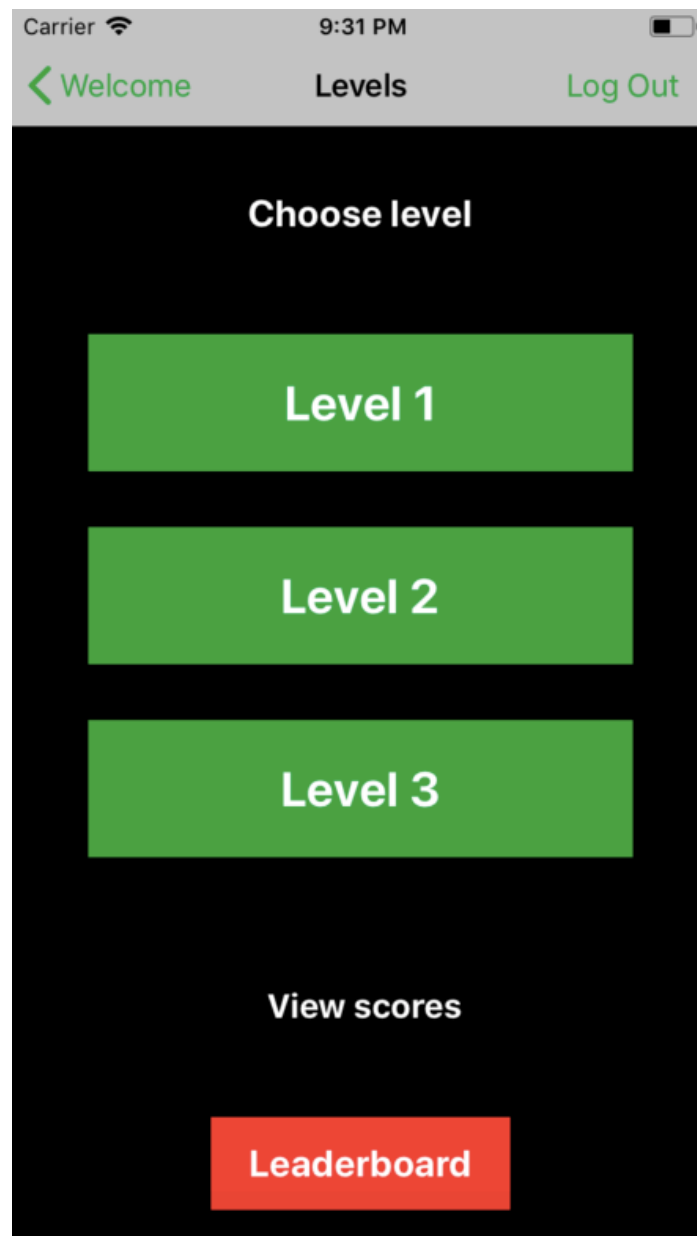 Carrier 9:31 PM
Welcome Levels Log Out
Choose level
Level 1
Level 2
Level 3
View scores
Leaderboard